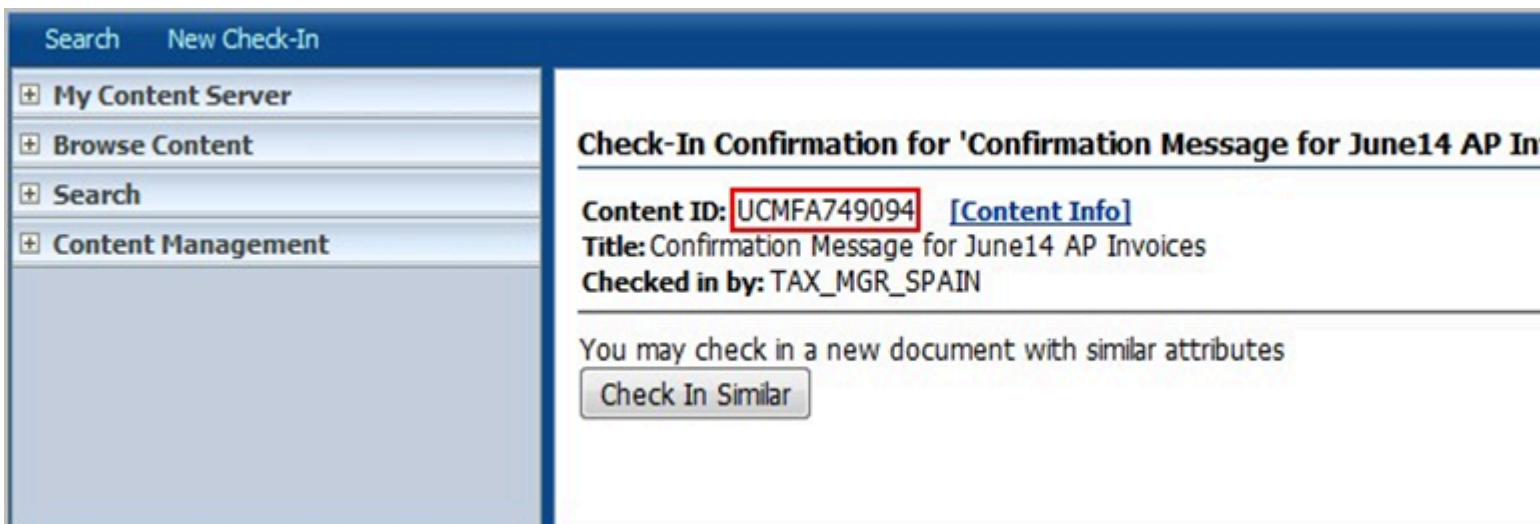 Search New Check-In
My Content Server
Browse Content
Search
Content Management
Check-In Confirmation for 'Confirmation Message for June14 AP
Content ID: UCMFA749094 [Content Info]
Title: Confirmation Message for June14 AP Invoices
Checked in by: TAX_MGR_SPAIN
You may check in a new document with similar attributes
Check In Similar